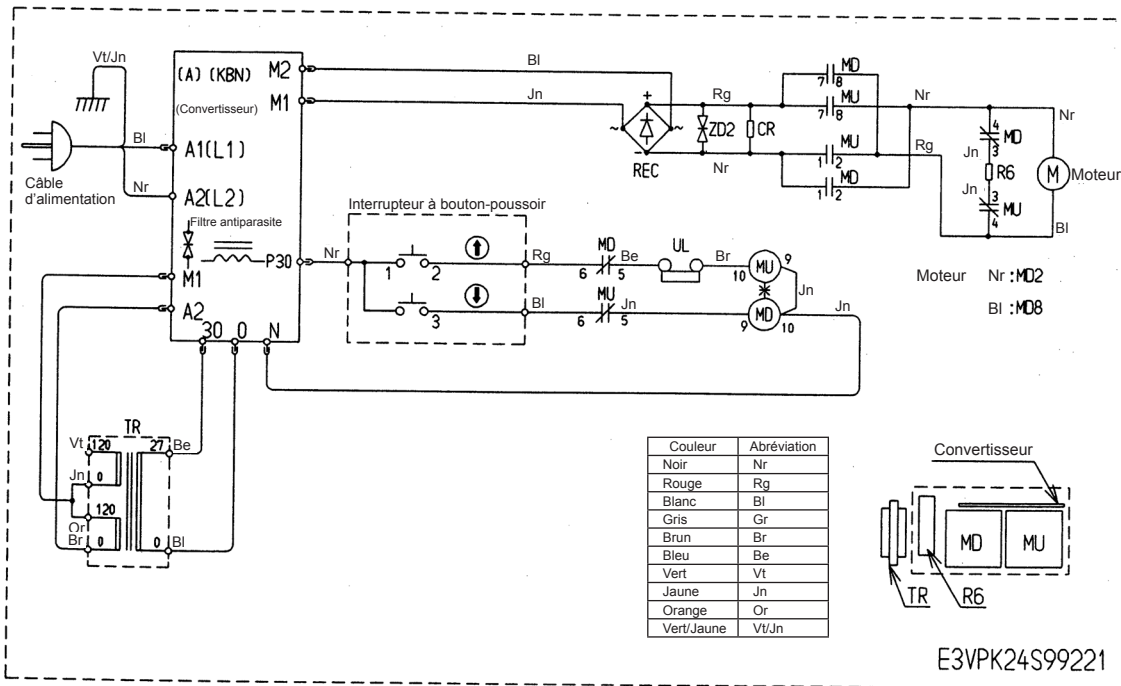 Vt/Jn
(A) (KBN)
M2
(Convertisseur)
M1
Bl
A1(L1)
Câble
d'alimentation
Nr
A2(L2)
Filtre antiparasite
P30
M1
A2
30 0 N
Bl
Jn
REC
+
-
~ ~
Rg
Nr
ZD2
CR
MD
7 8
MU
7 8
MU
1 2
MD
1 2
Nr
Rg
4
MD
3
Jn
R6
Jn
3
MU
4
Nr
M
Moteur
Bl
Interrupteur à bouton-poussoir
Nr
1 2
3
Rg
MD
6 5
Be
UL
Br
10 MU 9
Jn
Bl
MU
6 5
Jn
9 MD 10
Jn
Moteur Nr :MD2
Bl :MD8
TR
Vt 120
27 Be
Jn 0
120
Or
Br 0
0 Bl
Couleur Abréviation
Noir Nr
Rouge Rg
Blanc Bl
Gris Gr
Brun Br
Bleu Be
Vert Vt
Jaune Jn
Orange Or
Vert/Jaune Vt/Jn
Convertisseur
MD MU
TR R6
E3VPK24S99221